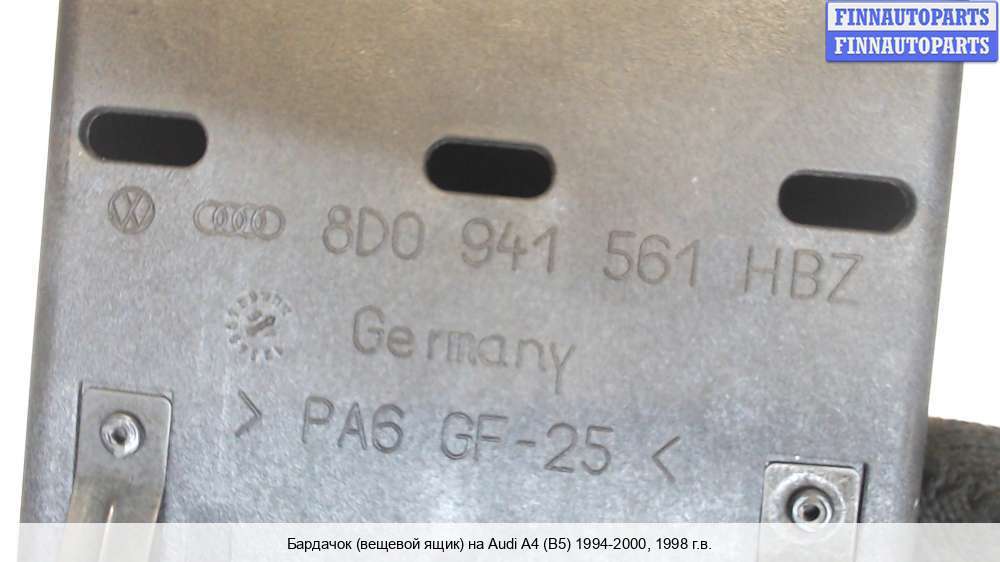 FINNAUTOPARTS
FINNAUTOPARTS
8D0 941 561 HBZ
Germany
> PA6 GF-25 <
Бардачок (вещевой ящик) на Audi A4 (B5) 1994-2000, 1998 г.в.